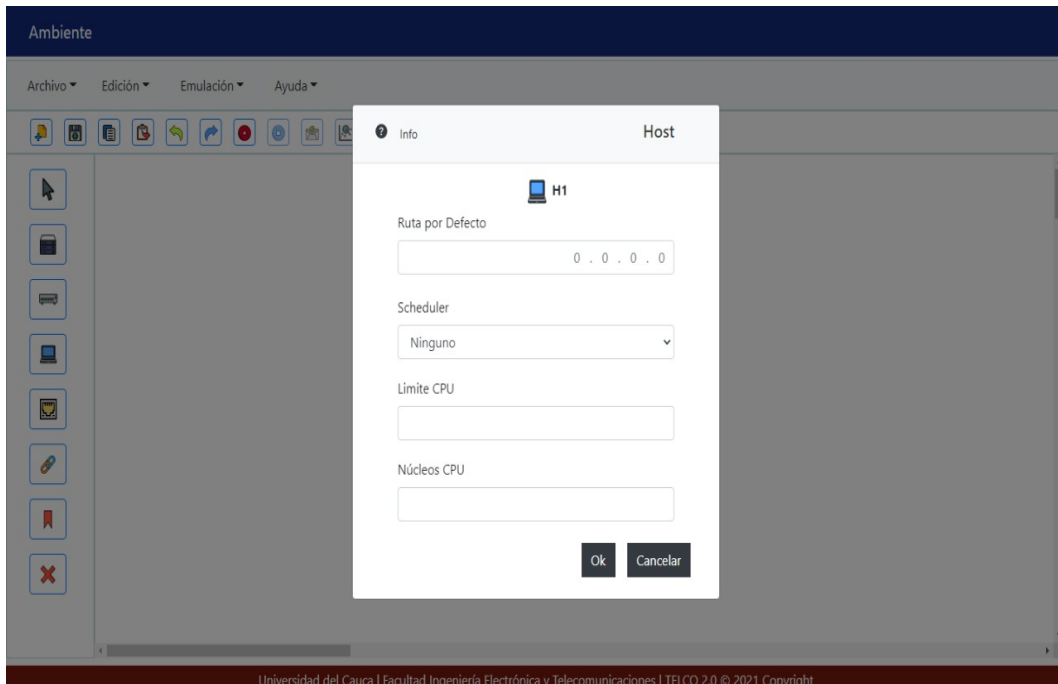 Ambiente
Archivo Edición Emulación Ayuda
Info Host
H1
Ruta por Defecto
0 . 0 . 0 . 0
Scheduler
Ninguno
Limite CPU
Núcleos CPU
Ok Cancelar
Universidad del Cauca | Facultad Ingeniería Electrónica y Telecomunicaciones | TELCO 2.0 © 2021 Copyright